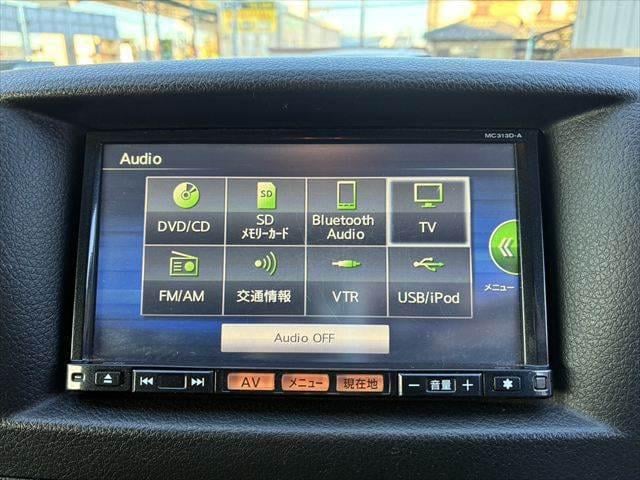 MC313D-A
Audio
DVD/CD
SD
メモリーカード
Bluetooth
Audio
TV
FM/AM
交通情報
VTR
USB/iPod
メニュー
Audio OFF
AV
メニュー
現在地
− 音量 +